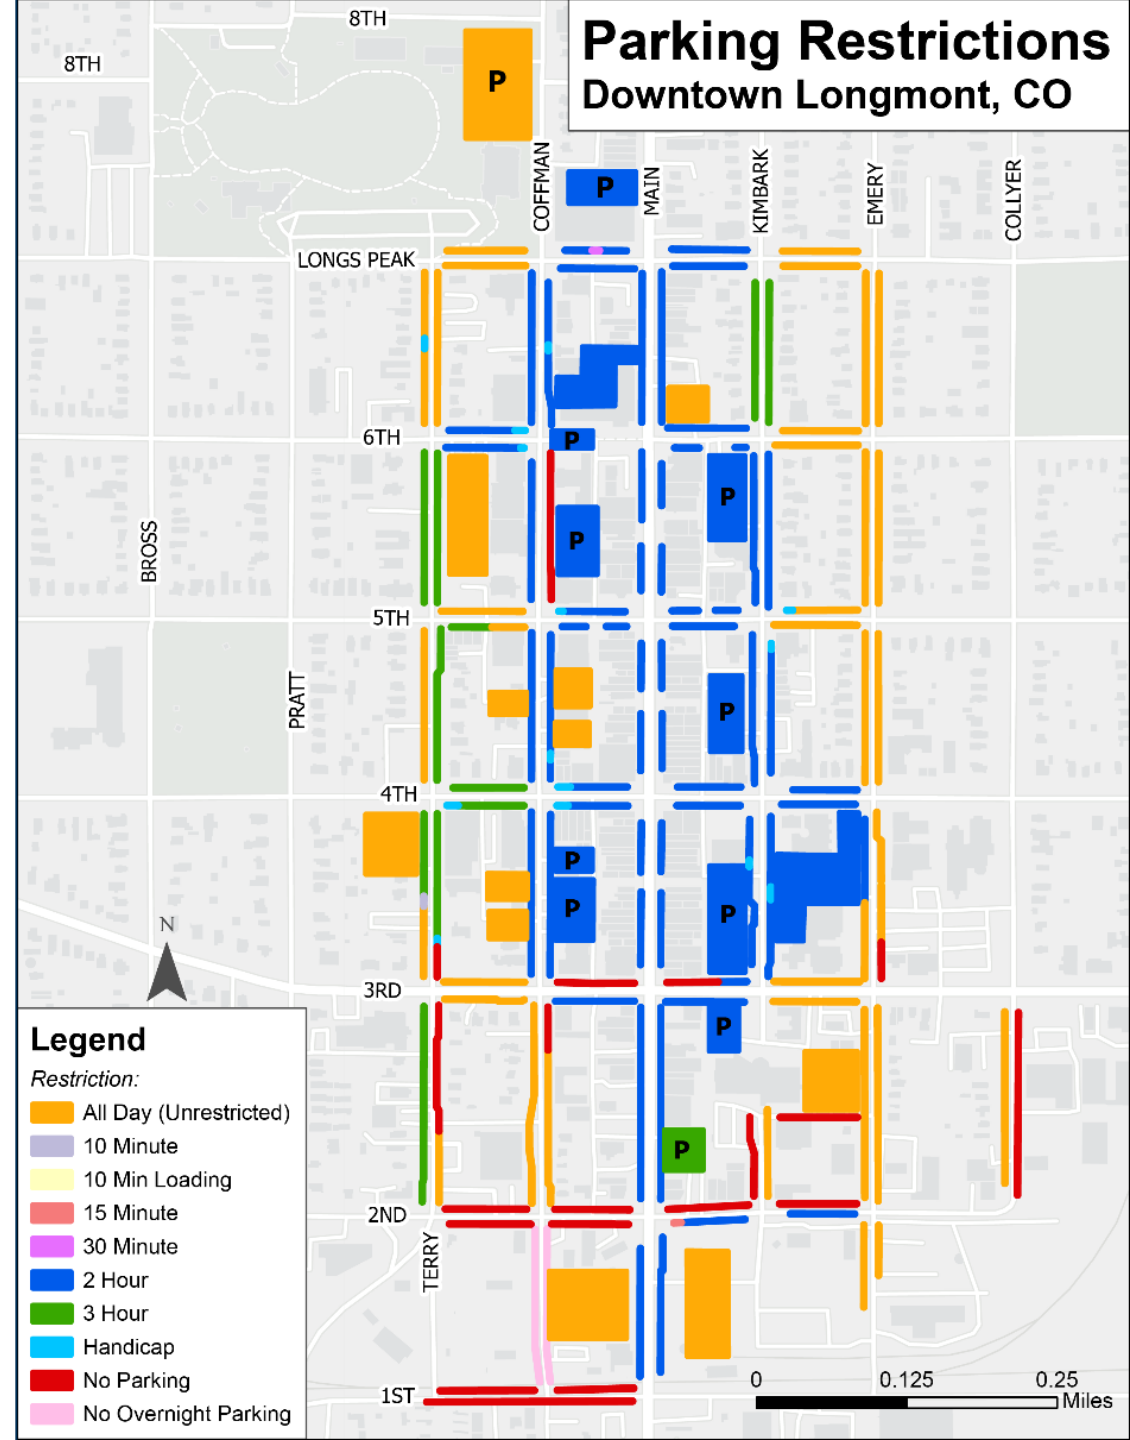 Parking Restrictions
Downtown Longmont, CO
8TH
8TH
P
COFFMAN
P
MAIN
KIMBARK
EMERY
COLLYER
LONGS PEAK
6TH
P
P
P
BROSS
5TH
PRATT
P
4TH
P
P
P
N
3RD
P
P
2ND
TERRY
1ST
Legend
Restriction:
All Day (Unrestricted)
10 Minute
10 Min Loading
15 Minute
30 Minute
2 Hour
3 Hour
Handicap
No Parking
No Overnight Parking
0 0.125 0.25
Miles